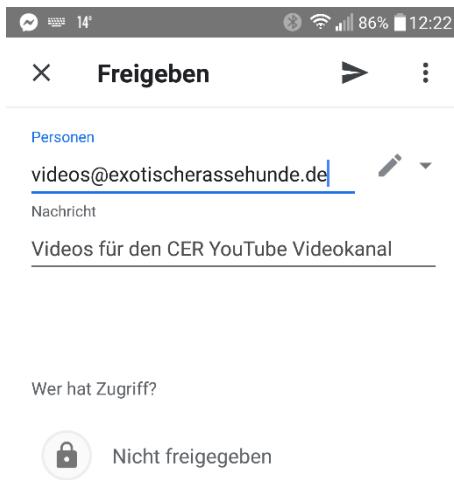 14° 86% 12:22
Freigeben
Personen
videos@exotischerassehunde.de
Nachricht
Videos für den CER YouTube Videokanal
Wer hat Zugriff?
Nicht freigegeben